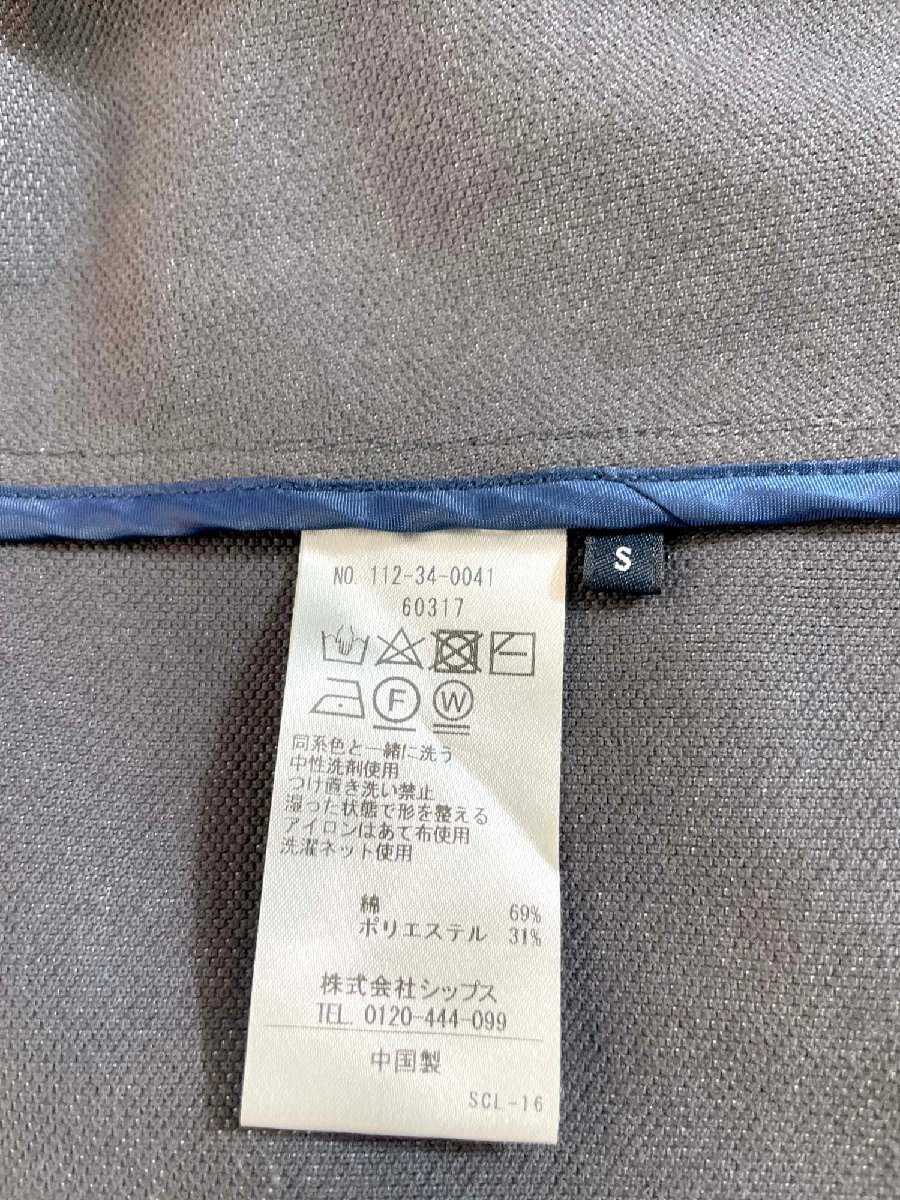 NO. 112-34-0041
60317
S
F W
同系色と一緒に洗う
中性洗剤使用
つけ置き洗い禁止
湿った状態で形を整える
アイロンはあて布使用
洗濯ネット使用
綿 69%
ポリエステル 31%
株式会社シップス
TEL. 0120-444-099
中国製
SCL-16